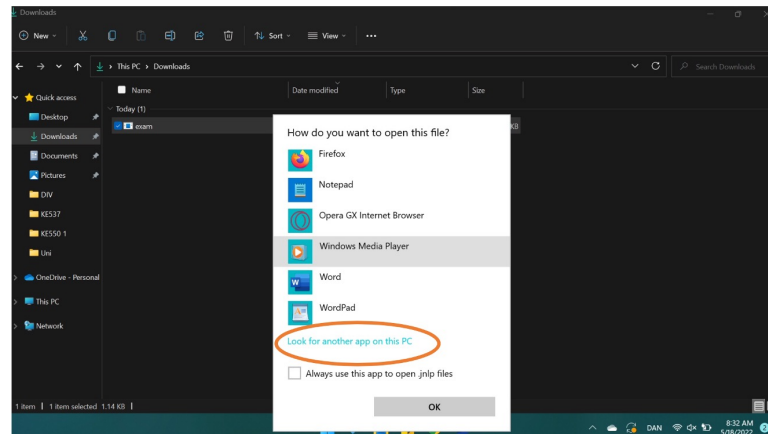 Downloads
New
Sort
View
This PC > Downloads
Search Downloads
Name
Date modified
Type
Size
Quick access
Today (1)
Desktop
exam
KB
Downloads
Documents
Pictures
DIV
KE537
KE550 1
Uni
OneDrive - Personal
This PC
Network
How do you want to open this file?
Firefox
Notepad
Opera GX Internet Browser
Windows Media Player
Word
WordPad
Look for another app on this PC
Always use this app to open .jnlp files
OK
1 item | 1 item selected 1.14 KB |
DAN
8:32 AM
5/18/2022
2